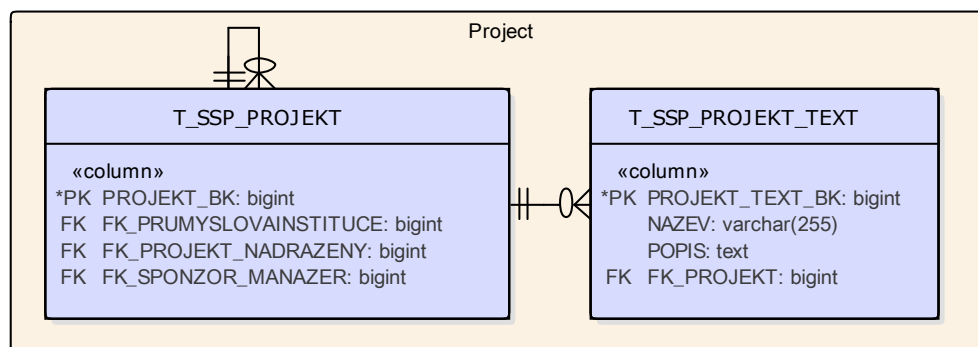 Project
T_SSP_PROJEKT
«column»
*PK PROJEKT_BK: bigint
FK FK_PRUMYSLOVAINSTITUCE: bigint
FK FK_PROJEKT_NADRAZENY: bigint
FK FK_SPONZOR_MANAZER: bigint
T_SSP_PROJEKT_TEXT
«column»
*PK PROJEKT_TEXT_BK: bigint
NAZEV: varchar(255)
POPIS: text
FK FK_PROJEKT: bigint